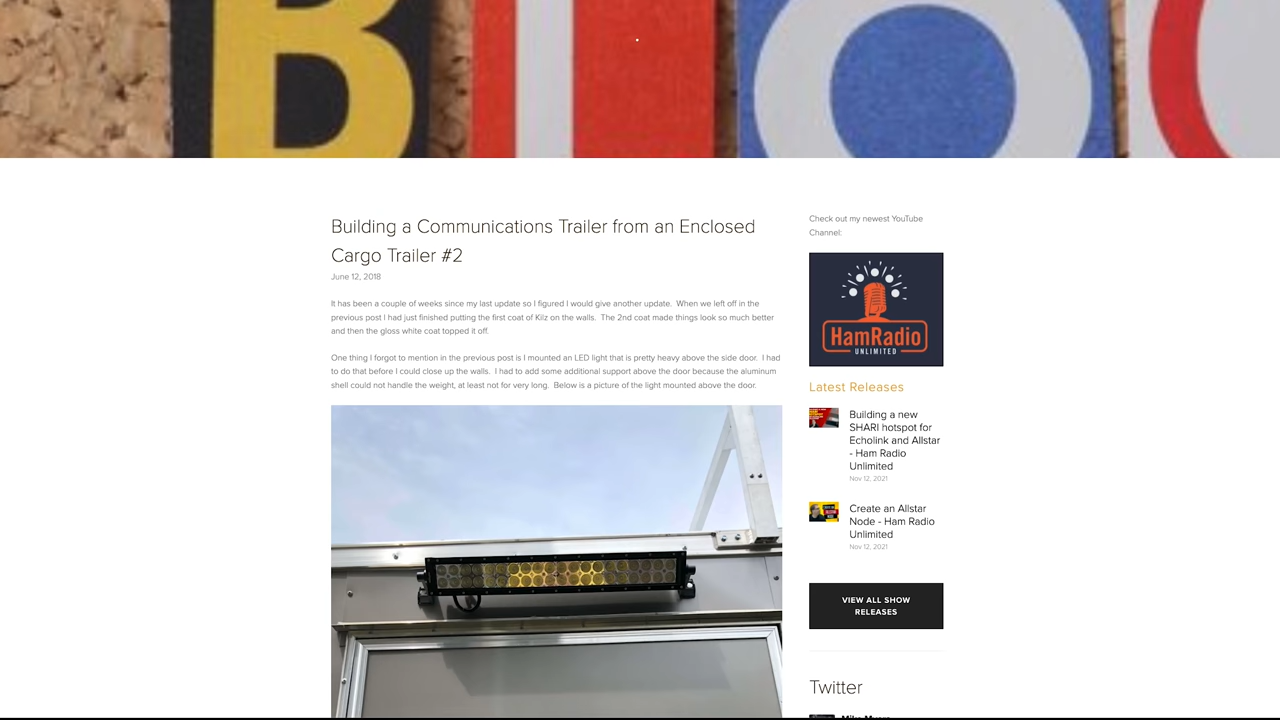 BLOG
Building a Communications Trailer from an Enclosed
Cargo Trailer #2
June 12, 2018
It has been a couple of weeks since my last update so I figured I would give another update. When we left off in the
previous post I had just finished putting the first coat of Kilz on the walls. The 2nd coat made things look so much better
and then the gloss white coat topped it off.
One thing I forgot to mention in the previous post is I mounted an LED light that is pretty heavy above the side door. I had
to do that before I could close up the walls. I had to add some additional support above the door because the aluminum
shell could not handle the weight, at least not for very long. Below is a picture of the light mounted above the door.
Check out my newest YouTube
Channel:
HamRadio
UNLIMITED
Latest Releases
Building a new
SHARI hotspot for
Echolink and Allstar
- Ham Radio
Unlimited
Nov 12, 2021
Create an Allstar
Node - Ham Radio
Unlimited
Nov 12, 2021
VIEW ALL SHOW
RELEASES
Twitter